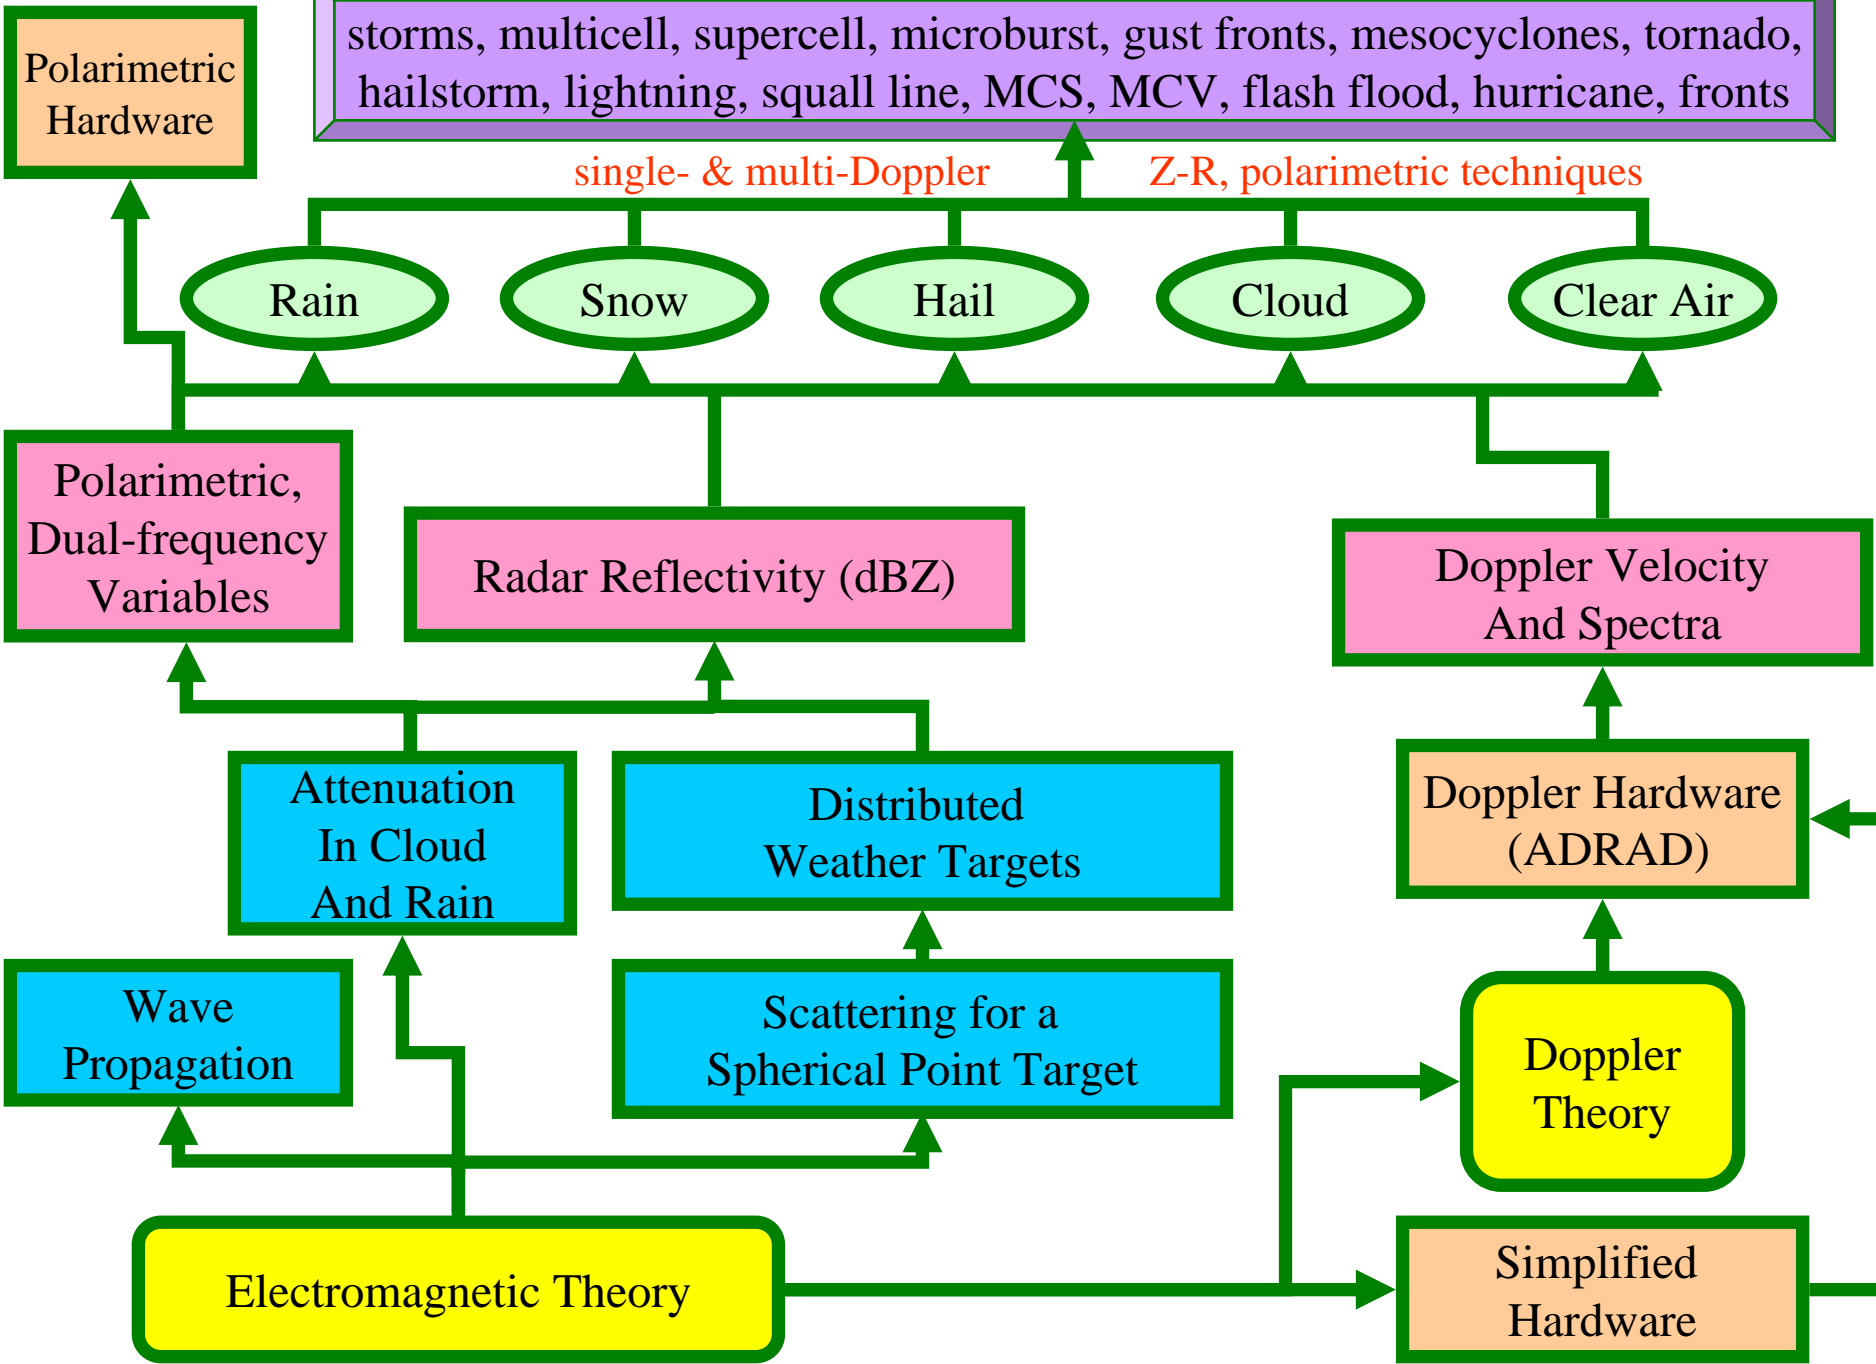 storms, multicell, supercell, microburst, gust fronts, mesocyclones, tornado,
hailstorm, lightning, squall line, MCS, MCV, flash flood, hurricane, fronts
Polarimetric
Hardware
single- & multi-Doppler
Z-R, polarimetric techniques
Rain
Snow
Hail
Cloud
Clear Air
Polarimetric,
Dual-frequency
Variables
Radar Reflectivity (dBZ)
Doppler Velocity
And Spectra
Attenuation
In Cloud
And Rain
Distributed
Weather Targets
Doppler Hardware
(ADRAD)
Wave
Propagation
Scattering for a
Spherical Point Target
Doppler
Theory
Electromagnetic Theory
Simplified
Hardware